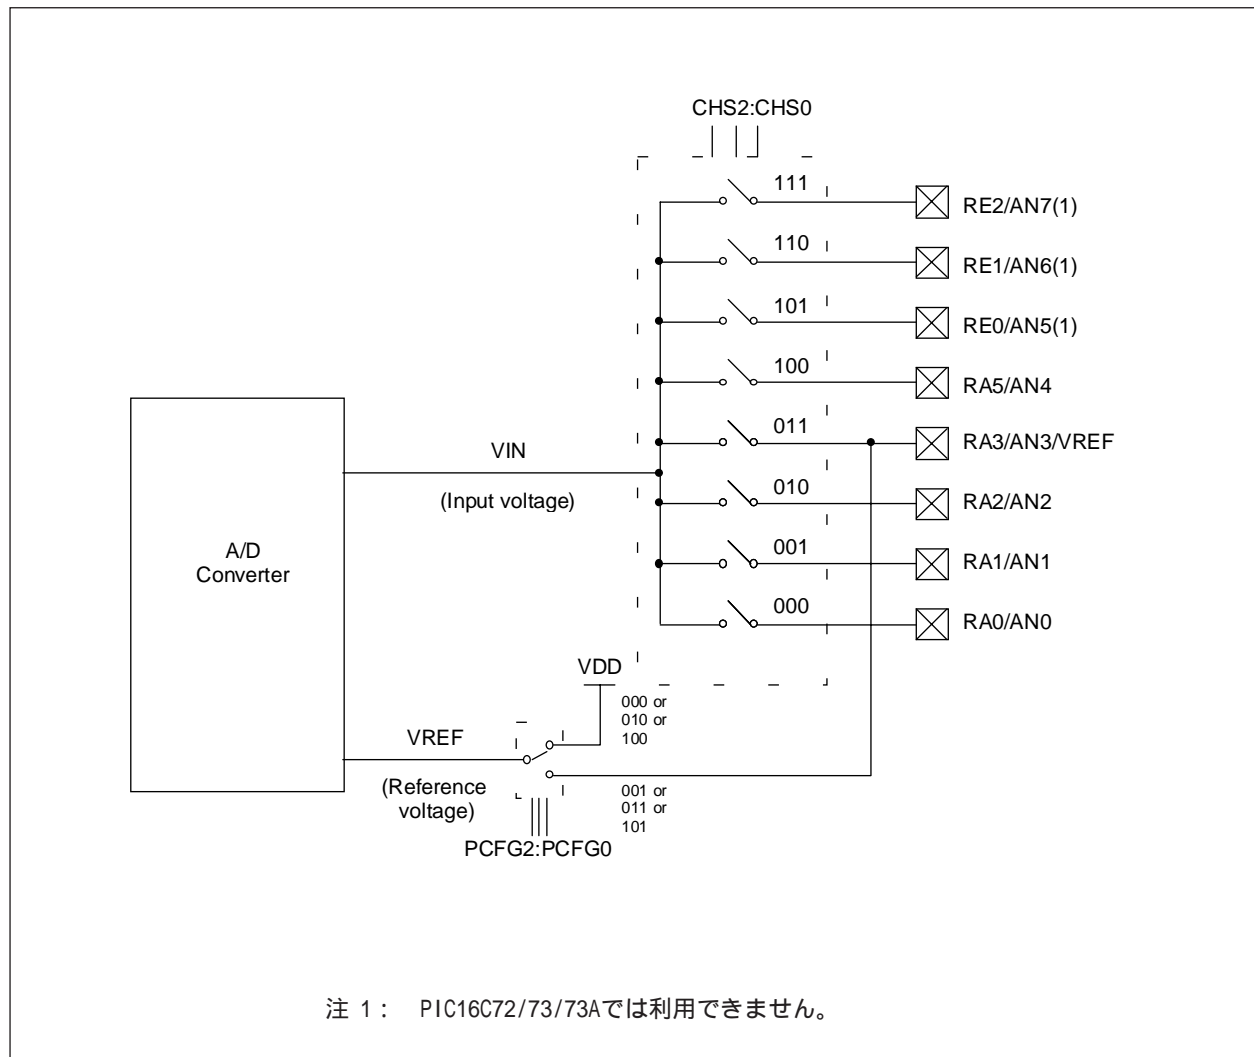 CHS2:CHS0
111
RE2/AN7(1)
110
RE1/AN6(1)
101
RE0/AN5(1)
100
RA5/AN4
011
RA3/AN3/VREF
VIN
(Input voltage)
010
RA2/AN2
A/D
Converter
001
RA1/AN1
000
RA0/AN0
VDD
000 or
010 or
100
VREF
(Reference
voltage)
001 or
011 or
101
PCFG2:PCFG0
注 1： PIC16C72/73/73Aでは利用できません。